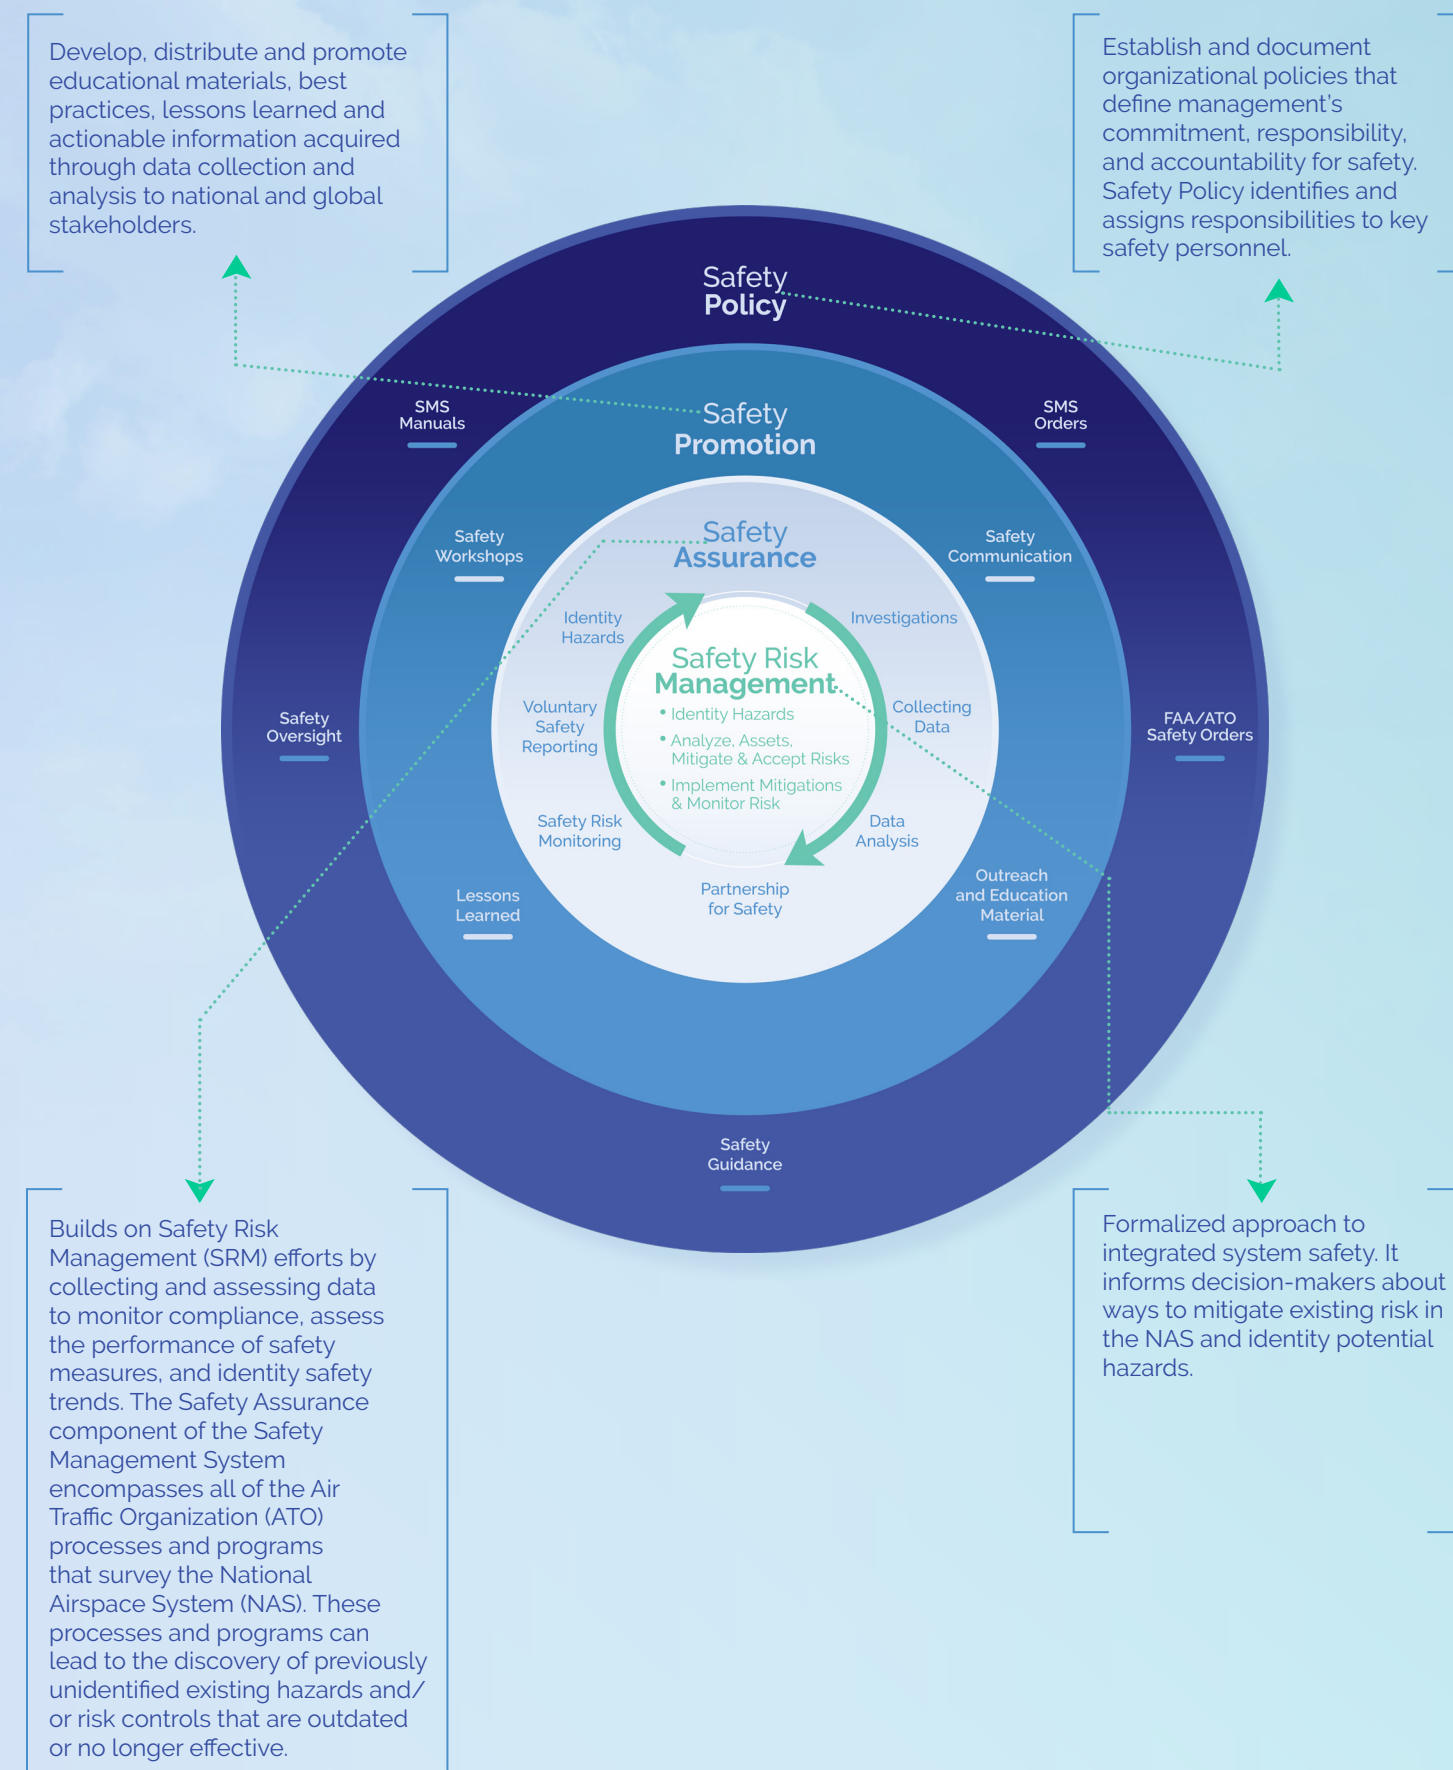 Develop, distribute and promote
educational materials, best
practices, lessons learned and
actionable information acquired
through data collection and
analysis to national and global
stakeholders.
Establish and document
organizational policies that
define management's
commitment, responsibility,
and accountability for safety.
Safety Policy identifies and
assigns responsibilities to key
safety personnel.
Safety
Policy
SMS
Manuals
SMS
Orders
Safety
Oversight
FAA/ATO
Safety Orders
Safety
Guidance
Safety
Promotion
Safety
Workshops
Safety
Communication
Lessons
Learned
Outreach
and Education
Material
Safety
Assurance
Identity
Hazards
Investigations
Voluntary
Safety
Reporting
Collecting
Data
Safety Risk
Monitoring
Data
Analysis
Partnership
for Safety
Safety Risk
Management
• Identity Hazards
• Analyze, Assets,
Mitigate & Accept Risks
• Implement Mitigations
& Monitor Risk
Builds on Safety Risk
Management (SRM) efforts by
collecting and assessing data
to monitor compliance, assess
the performance of safety
measures, and identity safety
trends. The Safety Assurance
component of the Safety
Management System
encompasses all of the Air
Traffic Organization (ATO)
processes and programs
that survey the National
Airspace System (NAS). These
processes and programs can
lead to the discovery of previously
unidentified existing hazards and/
or risk controls that are outdated
or no longer effective.
Formalized approach to
integrated system safety. It
informs decision-makers about
ways to mitigate existing risk in
the NAS and identity potential
hazards.